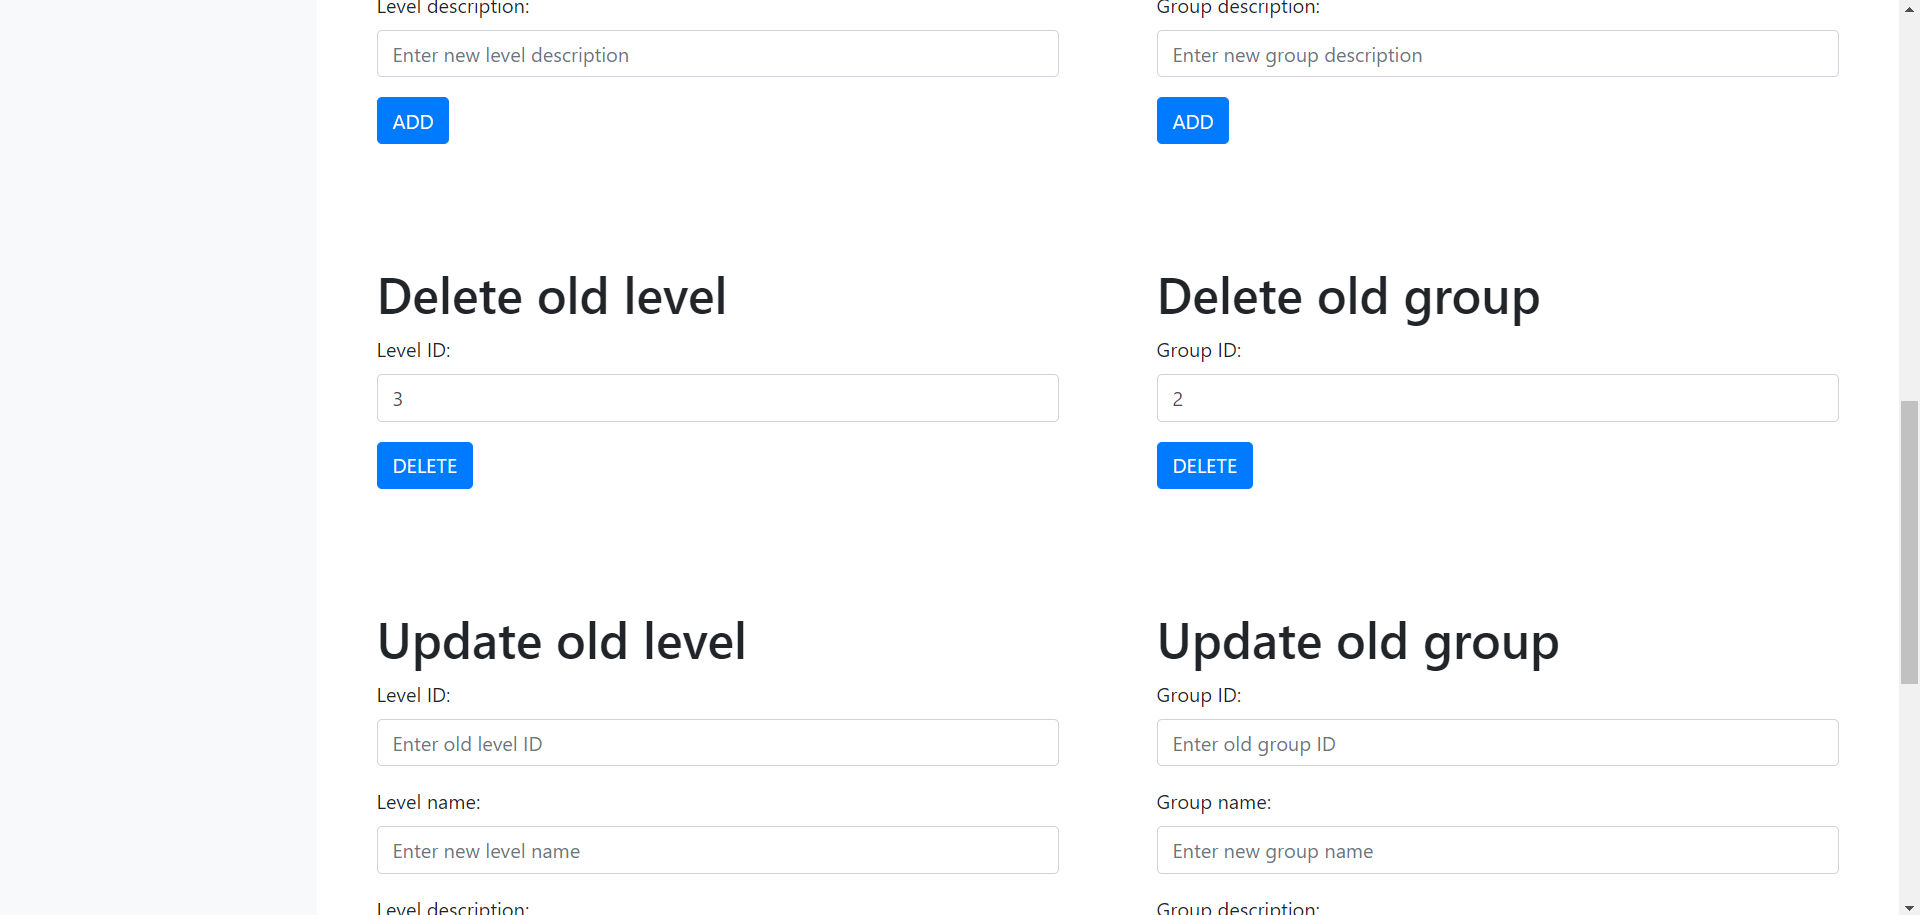 Level description:
Enter new level description
ADD
Group description:
Enter new group description
ADD
Delete old level
Level ID:
3
DELETE
Delete old group
Group ID:
2
DELETE
Update old level
Level ID:
Enter old level ID
Level name:
Enter new level name
Level description:
Update old group
Group ID:
Enter old group ID
Group name:
Enter new group name
Group description: